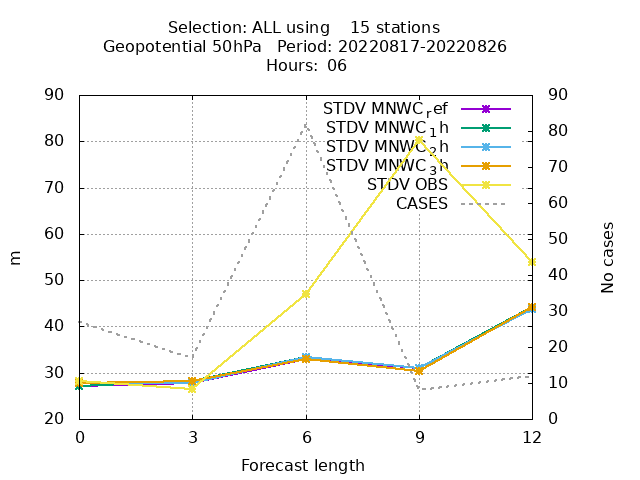 Selection: ALL using 15 stations
Geopotential 50hPa Period: 20220817-20220826
Hours: 06
90 90
80 80
70 70
60 60
50 50
40 40
30 30
20 20
10
0
STDV MNWC_ref
STDV MNWC_1h
STDV MNWC_2h
STDV MNWC_3h
STDV OBS
CASES
m
No cases
0 3 6 9 12
Forecast length